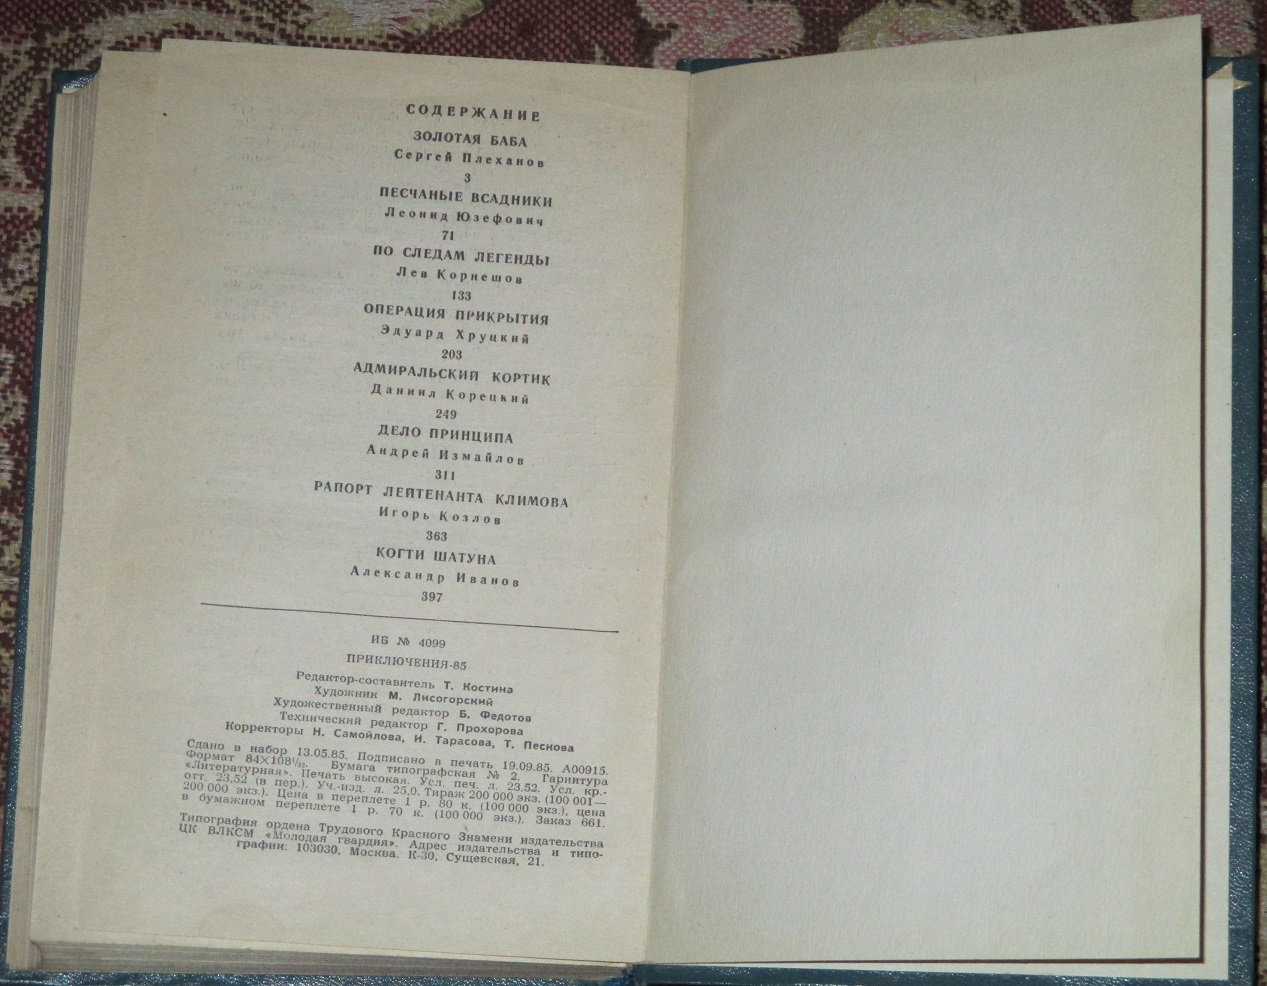 СОДЕРЖАНИЕ
ЗОЛОТАЯ БАБА
Сергей Плеханов
3
ПЕСЧАНЫЕ ВСАДНИКИ
Леонид Юзефович
71
ПО СЛЕДАМ ЛЕГЕНДЫ
Лев Корнешов
133
ОПЕРАЦИЯ ПРИКРЫТИЯ
Эдуард Хруцкий
203
АДМИРАЛЬСКИЙ КОРТИК
Даниил Корецкий
249
ДЕЛО ПРИНЦИПА
Андрей Измайлов
311
РАПОРТ ЛЕЙТЕНАНТА КЛИМОВА
Игорь Козлов
363
КОГТИ ШАТУНА
Александр Иванов
397
ИБ № 4099
ПРИКЛЮЧЕНИЯ-85
Редактор-составитель Т. Костина
Художник М. Лисогорский
Художественный редактор Б. Федотов
Технический редактор Г. Прохорова
Корректоры Н. Самойлова, И. Тарасова, Т. Пескова
Сдано в набор 13.05.85. Подписано в печать 19.09.85. А00915.
Формат 84×108¹/₃₂. Бумага типографская № 2. Гарнитура
«Литературная». Печать высокая. Усл. печ. л. 23,52. Усл. кр.-
отт. 23,52 (в пер.). Уч.-изд. л. 25,0. Тираж 200 000 экз. (100 001—
200 000 экз.). Цена в переплете 1 р. 80 к. (100 000 экз.), цена
в бумажном переплете 1 р. 70 к. (100 000 экз.). Заказ 661.
Типография ордена Трудового Красного Знамени издательства
ЦК ВЛКСМ «Молодая гвардия». Адрес издательства и типо-
графии: 103030, Москва, К-30, Сущевская, 21.